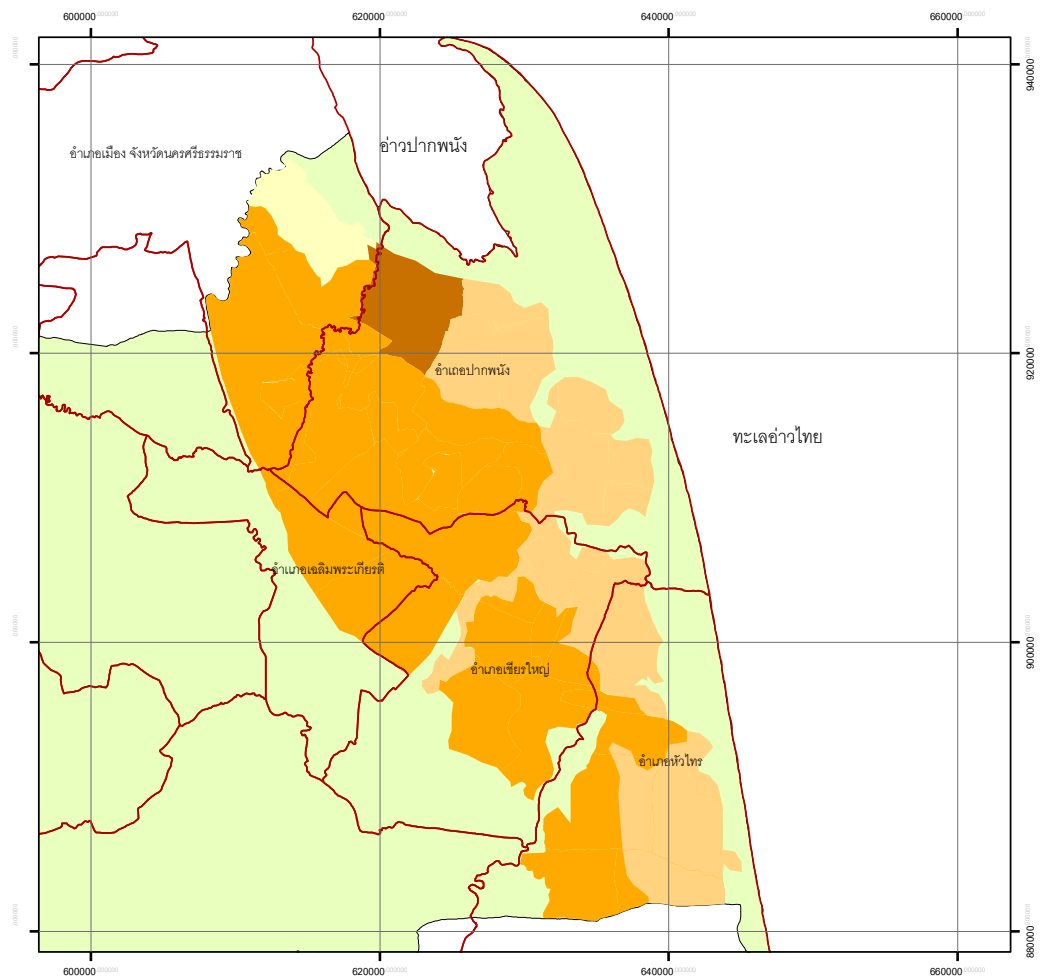 600000 620000 640000 660000
940000
อ่าวปากพนัง
อำเภอเมือง จังหวัดนครศรีธรรมราช
920000
อำเถอปากพนัง
ทะเลอ่าวไทย
อำแภอเฉลิมพระเกียรติ
900000
อำเภอเชียรใหญ่
อำเภอหัวไทร
880000
600000 620000 640000 660000